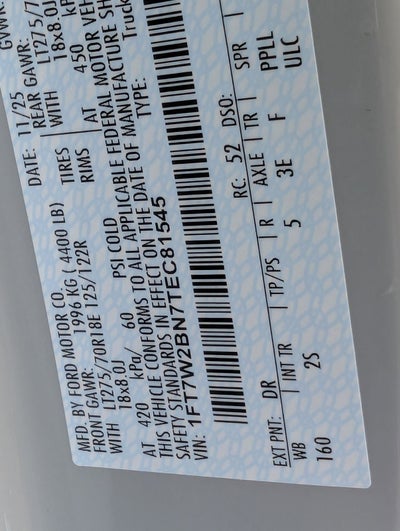 MFD. BY FORD MOTOR CO.
DATE: 11/25 GVWR:
FRONT GAWR: 1996 KG ( 4400 LB) REAR GAWR:
WITH LT275/70R18E 125/122R TIRES WITH LT275/7
18x8.0J RIMS 18x8.0J
AT 420 kPa/ 60 PSI COLD AT 450 KPA
THIS VEHICLE CONFORMS TO ALL APPLICABLE FEDERAL MOTOR VEH
SAFETY STANDARDS IN EFFECT ON THE DATE OF MANUFACTURE SH
VIN: 1FT7W2BN7TEC81545 TYPE: Truck
EXT PNT: DR RC: 52 DSO:
WB INT TR TP/PS R AXLE TR SPR
160 2S 5 3E F PPLL
ULC